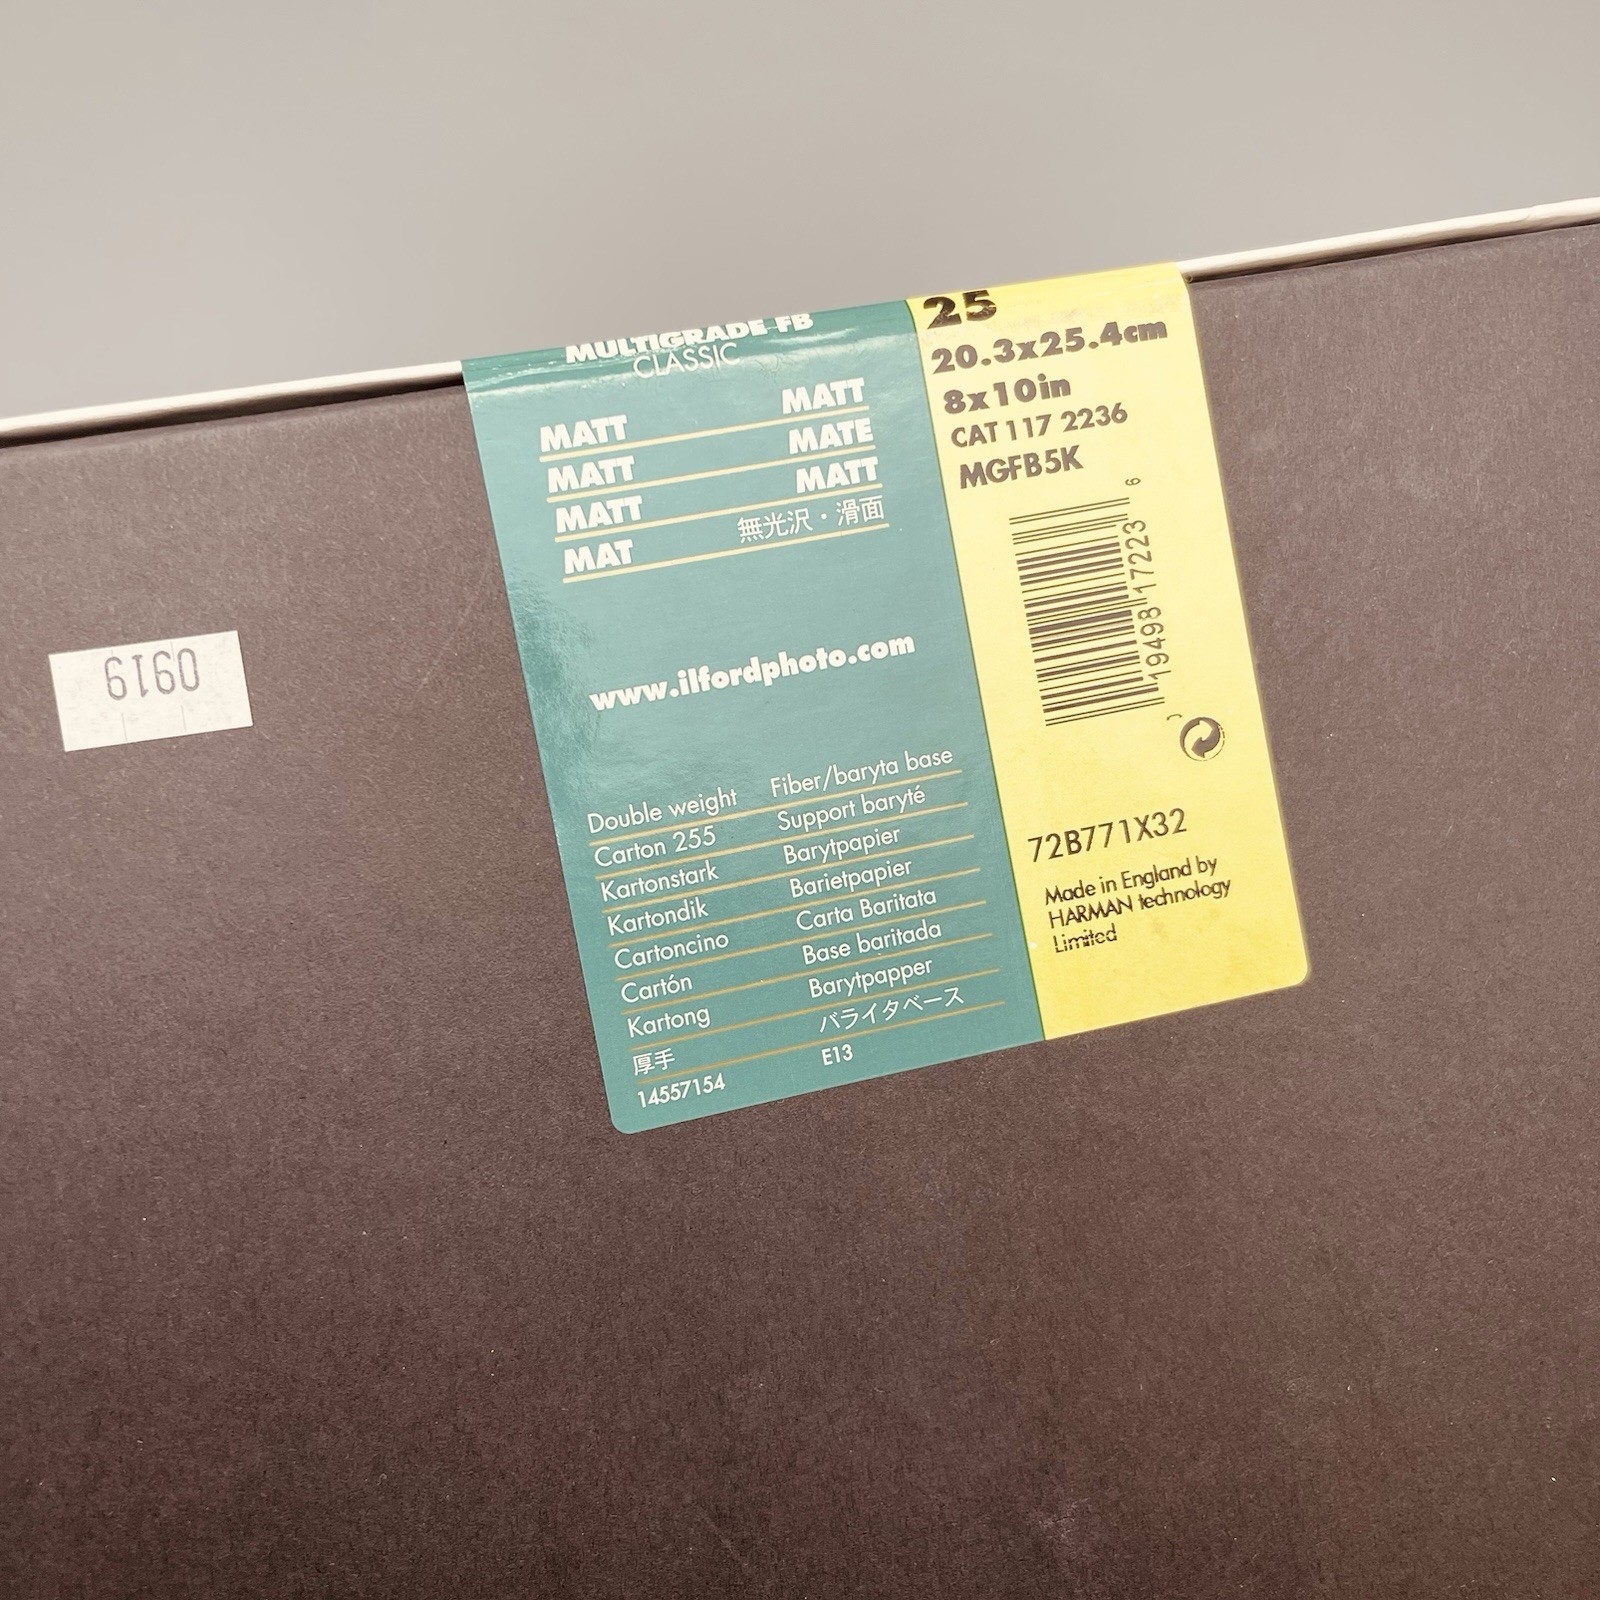 MULTIGRADE FB
CLASSIC
MATT MATT
MATT MATE
MATT MATT
MAT 無光沢・滑面
www.ilfordphoto.com
Double weight Fiber/baryta base
Carton 255 Support baryté
Kartonstark Barytpapier
Kartondik Barietpapier
Cartoncino Carta Baritata
Cartón Base baritada
Kartong Barytpapper
厚手 バライタベース
14557154 E13
25
20.3x25.4cm
8x10in
CAT 117 2236
MGFB5K
19498 17223 6
72B771X32
Made in England by
HARMAN technology
Limited
0919